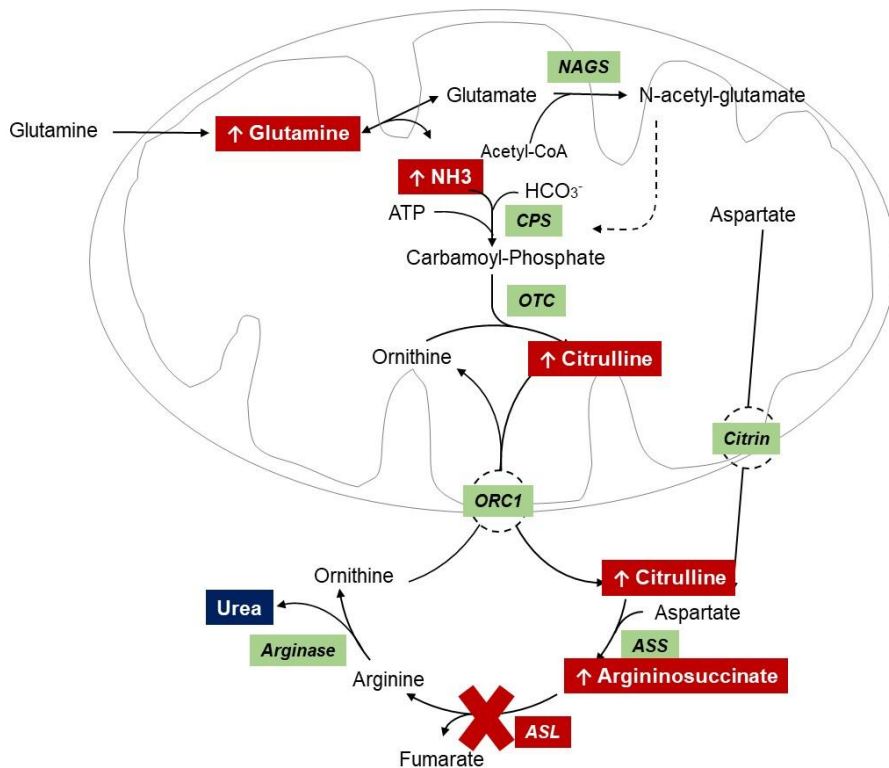 NAGS
Glutamate
N-acetyl-glutamate
Glutamine
↑ Glutamine
Acetyl-CoA
↑ NH3
HCO₃⁻
ATP
CPS
Aspartate
Carbamoyl-Phosphate
OTC
Ornithine
↑ Citrulline
Citrin
ORC1
Ornithine
↑ Citrulline
Urea
Aspartate
Arginase
ASS
Arginine
↑ Argininosuccinate
ASL
Fumarate